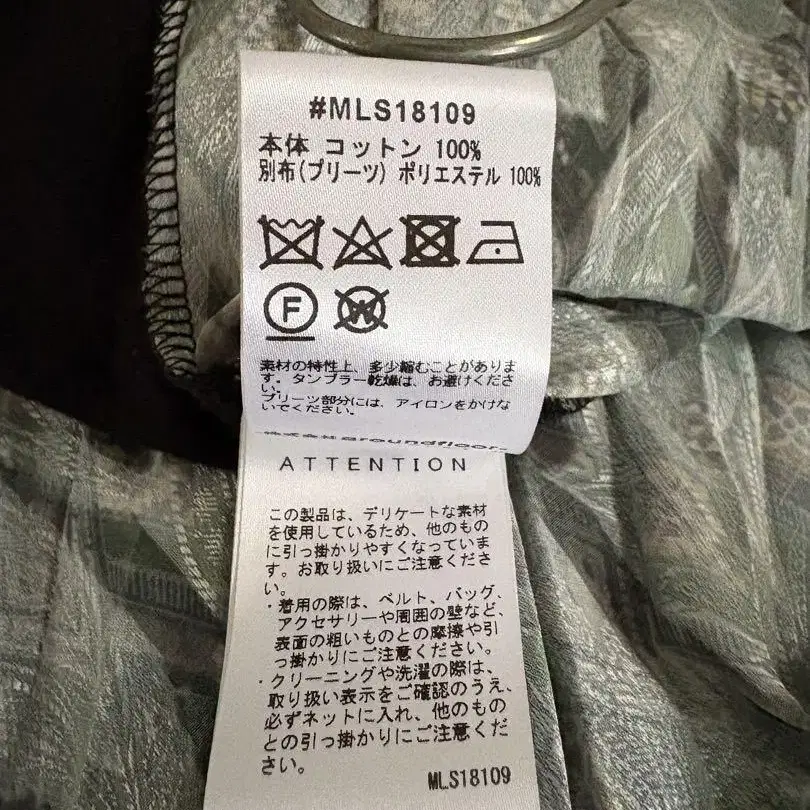 #MLS18109
本体 コットン 100%
別布(プリーツ) ポリエステル 100%
F
W
素材の特性上、多少縮むことがありま
す。タンブラー乾燥は、お避けくださ
い。
プリーツ部分には、アイロンをかけな
いでください。
aroundfloor.
ATTENTION
この製品は、デリケートな素材
を使用しているため、他のもの
に引っ掛かりやすくなっていま
す。お取り扱いにご注意くださ
い。
・着用の際は、ベルト、バッグ、
アクセサリーや周囲の壁など、
表面の粗いものとの摩擦や引
っ掛かりにご注意ください。
・クリーニングや洗濯の際は、
取り扱い表示をご確認のうえ、
必ずネットに入れ、他のもの
との引っ掛かりにご注意くだ
さい。
MLS18109